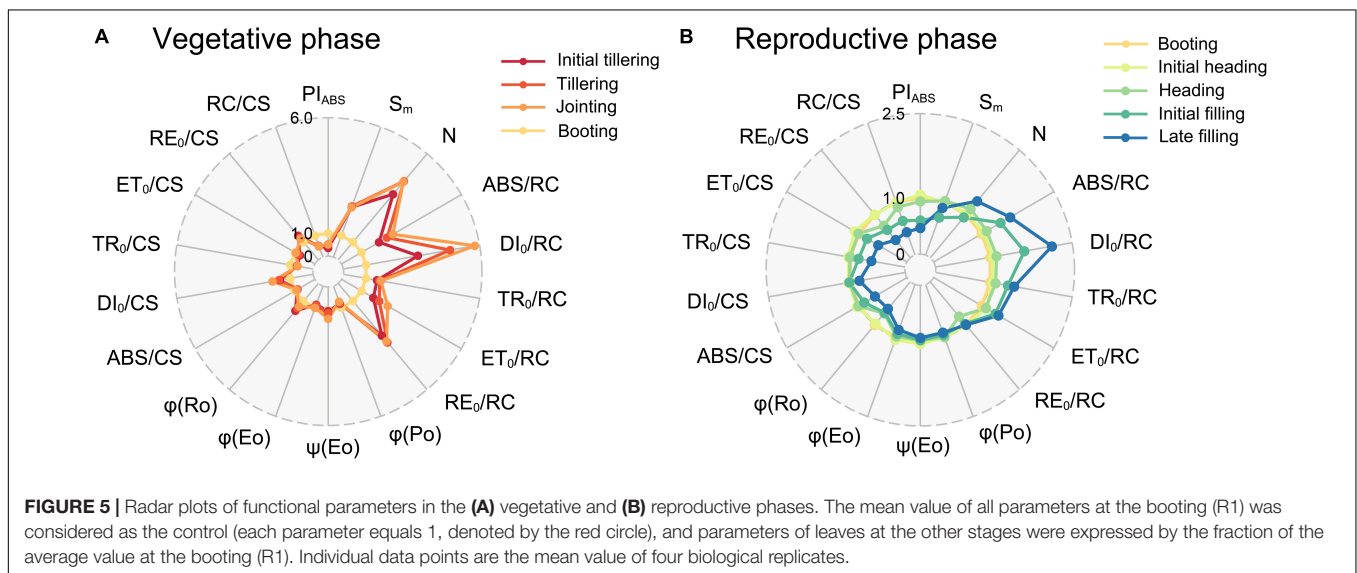 A Vegetative phase
Initial tillering
Tillering
Jointing
Booting
PI_ABS
S_m
N
ABS/RC
DI₀/RC
TR₀/RC
ET₀/RC
RE₀/RC
φ(Po)
ψ(Eo)
φ(Eo)
φ(Ro)
ABS/CS
DI₀/CS
TR₀/CS
ET₀/CS
RE₀/CS
RC/CS
6.0
1.0
0
B Reproductive phase
Booting
Initial heading
Heading
Initial filling
Late filling
PI_ABS
S_m
N
ABS/RC
DI₀/RC
TR₀/RC
ET₀/RC
RE₀/RC
φ(Po)
ψ(Eo)
φ(Eo)
φ(Ro)
ABS/CS
DI₀/CS
TR₀/CS
ET₀/CS
RE₀/CS
RC/CS
2.5
1.0
0
FIGURE 5 | Radar plots of functional parameters in the (A) vegetative and (B) reproductive phases. The mean value of all parameters at the booting (R1) was
considered as the control (each parameter equals 1, denoted by the red circle), and parameters of leaves at the other stages were expressed by the fraction of the
average value at the booting (R1). Individual data points are the mean value of four biological replicates.